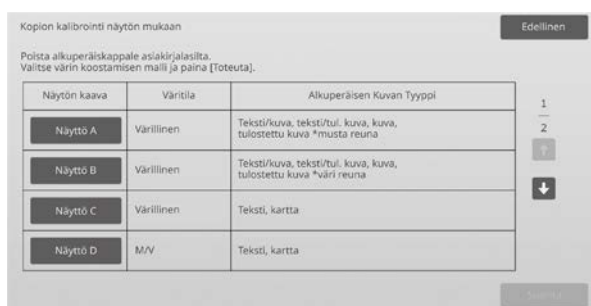 Kopion kalibrointi näytön mukaan
Edellinen
Poista alkuperäiskappale asiakirjalasilta.
Valitse värin koostamisen malli ja paina [Toteuta].
Näytön kaava Väritila Alkuperäisen Kuvan Tyyppi
Näyttö A Värillinen Teksti/kuva, teksti/tul. kuva, kuva,
tulostettu kuva *musta reuna
Näyttö B Värillinen Teksti/kuva, teksti/tul. kuva, kuva,
tulostettu kuva *väri reuna
Näyttö C Värillinen Teksti, kartta
Näyttö D M/V Teksti, kartta
1
2